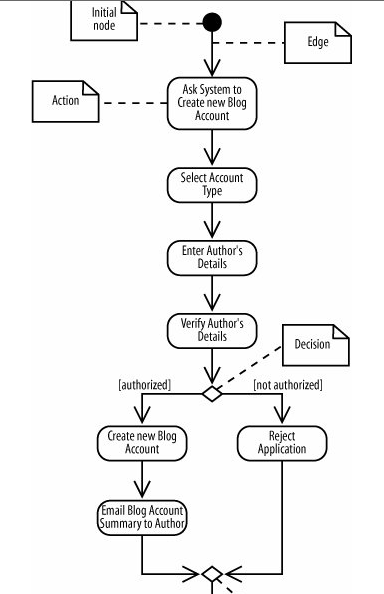 Initial
node
Edge
Action
Ask System to
Create new Blog
Account
Select Account
Type
Enter Author's
Details
Verify Author's
Details
Decision
[authorized]
[not authorized]
Create new Blog
Account
Reject
Application
Email Blog Account
Summary to Author